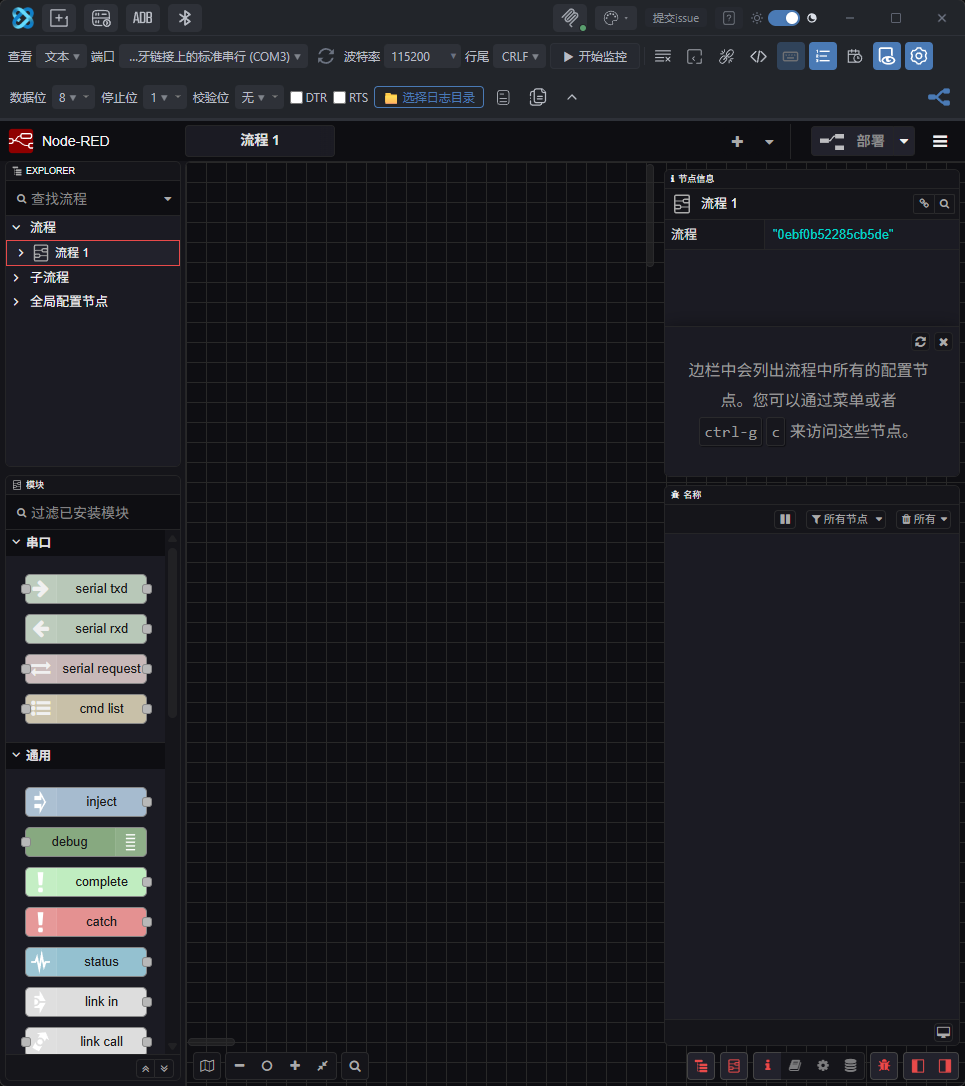 ADB
提交issue
查看 文本 端口 ...牙链接上的标准串行 (COM3) 波特率 115200 行尾 CRLF 开始监控
数据位 8 停止位 1 校验位 无 DTR RTS 选择日志目录
Node-RED
流程 1
部署
EXPLORER
查找流程
流程
流程 1
子流程
全局配置节点
模块
过滤已安装模块
串口
serial txd
serial rxd
serial request
cmd list
通用
inject
debug
complete
catch
status
link in
link call
节点信息
流程 1
流程 "0ebf0b52285cb5de"
边栏中会列出流程中所有的配置节
点。您可以通过菜单或者
ctrl-g c 来访问这些节点。
名称
所有节点 所有